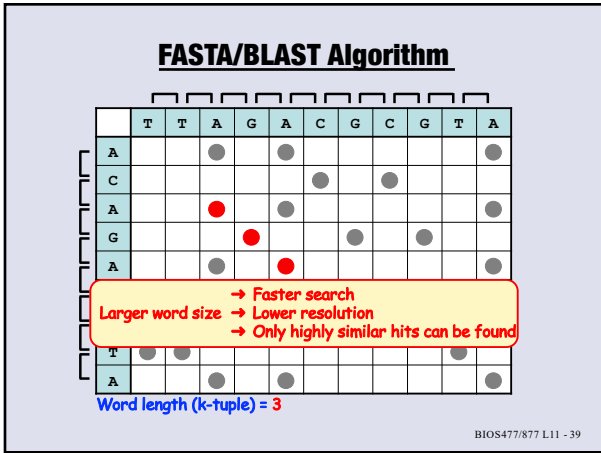 FASTA/BLAST Algorithm
T T A G A C G C G T A
A
C
A
G
A
→ Faster search
Larger word size → Lower resolution
→ Only highly similar hits can be found
T
A
Word length (k-tuple) = 3
BIOS477/877 L11 - 39